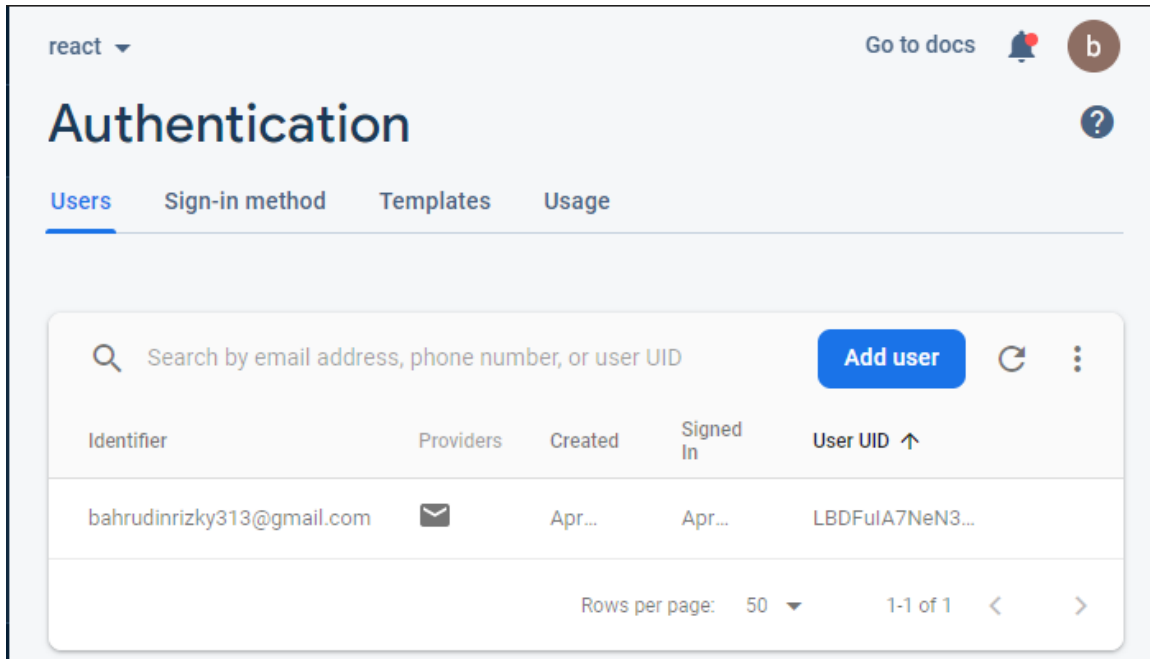 react Go to docs b
Authentication ?
Users Sign-in method Templates Usage
Search by email address, phone number, or user UID Add user
Identifier Providers Created Signed In User UID
bahrudinrizky313@gmail.com Apr... Apr... LBDFuIA7NeN3...
Rows per page: 50 1-1 of 1